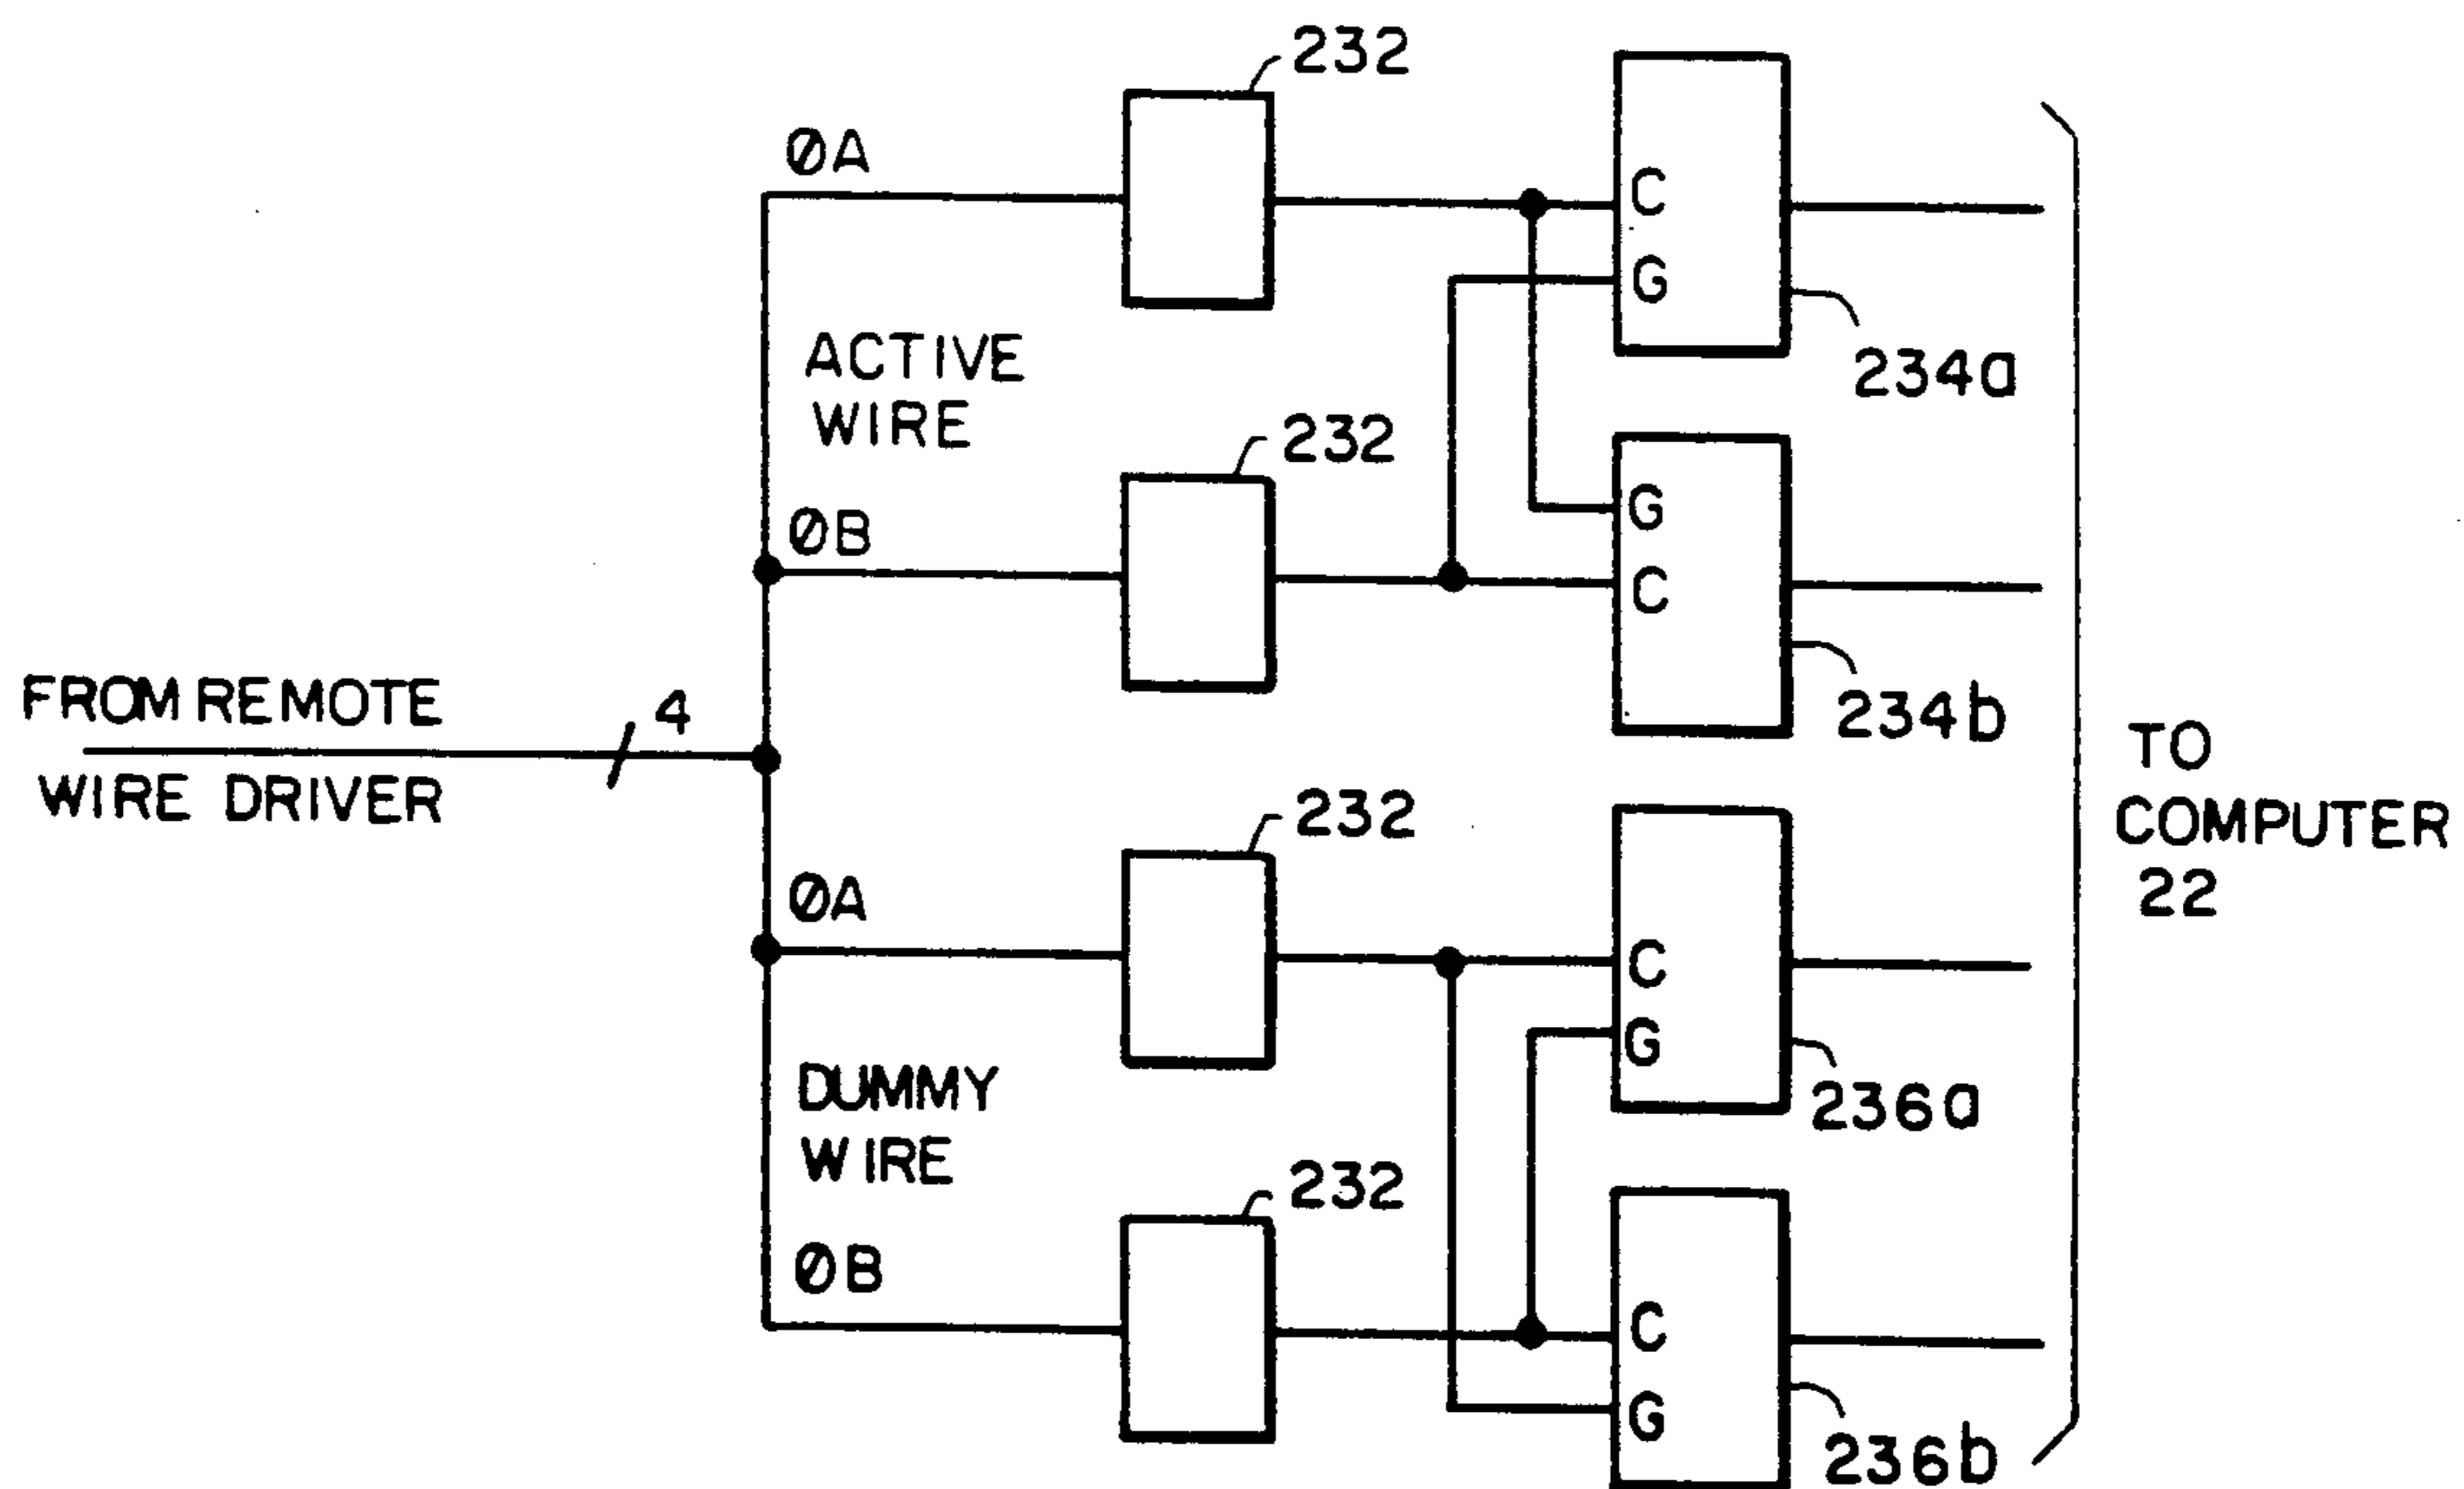 232
ØA
C
G
234a
ACTIVE
WIRE
232
ØB
G
C
234b
FROM REMOTE
4
WIRE DRIVER
TO
COMPUTER
22
232
ØA
C
G
236a
DUMMY
WIRE
232
ØB
C
G
236b